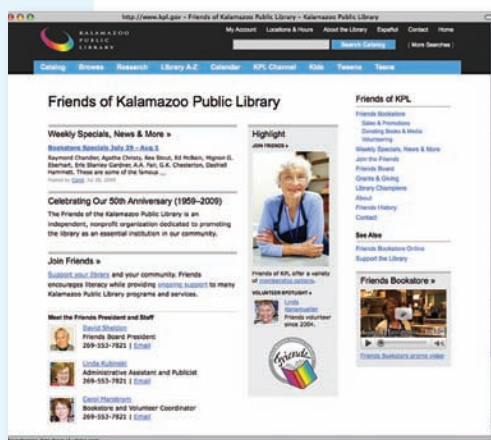 http://www.kpl.gov – Friends of Kalamazoo Public Library – Kalamazoo Public Library
KALAMAZOO
PUBLIC
LIBRARY
My Account Locations & Hours About the Library Español Contact Home
Search Catalog ( More Searches )
Catalog Browse Research Library A-Z Calendar KPL Channel Kids Tweens Teens
Friends of Kalamazoo Public Library
Weekly Specials, News & More »
Bookstore Specials July 29 – Aug 3
Raymond Chandler, Agatha Christy, Rex Stout, Ed McBain, Mignon G.
Eberhart, Erle Stanley Gardner, A.A. Fair, G.K. Chesterton, Dashiell
Hammett. These are some of the famous ...
Posted by Carol Jul 28, 2009
Celebrating Our 50th Anniversary (1959–2009)
The Friends of the Kalamazoo Public Library is an
independent, nonprofit organization dedicated to promoting
the library as an essential institution in our community.
Join Friends »
Support your library and your community. Friends
encourages literacy while providing ongoing support to many
Kalamazoo Public Library programs and services.
Meet the Friends President and Staff
David Sheldon
Friends Board President
269-553-7821 | Email
Linda Kubinski
Administrative Assistant and Publicist
269-553-7821 | Email
Carol Manstrom
Bookstore and Volunteer Coordinator
269-553-7821 | Email
Highlight
JOIN FRIENDS »
Friends of KPL offer a variety
of membership options.
VOLUNTEER SPOTLIGHT »
Linda
Friends volunteer
since 2004.
Friends
Friends of KPL
Friends Bookstore
Sales & Promotions
Donating Books & Media
Volunteering
Weekly Specials, News & More
Join the Friends
Friends Board
Grants & Giving
Library Champions
About
Friends History
Contact
See Also
Friends Bookstore Online
Support the Library
Friends Bookstore »
Friends Bookstore promo video